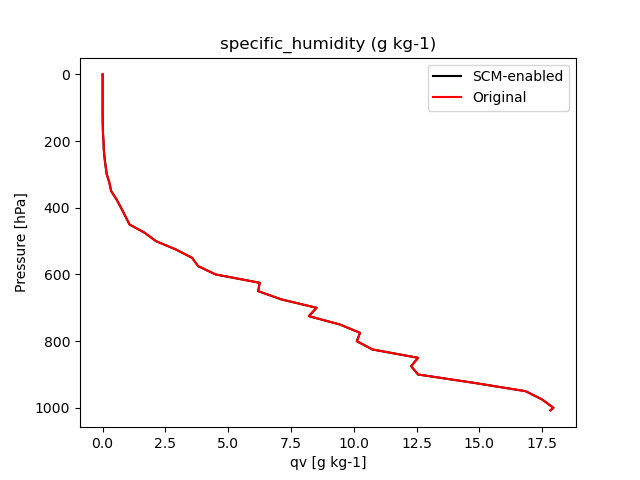 specific_humidity (g kg-1)
SCM-enabled
Original
0
200
400
600
800
1000
Pressure [hPa]
0.0 2.5 5.0 7.5 10.0 12.5 15.0 17.5
qv [g kg-1]